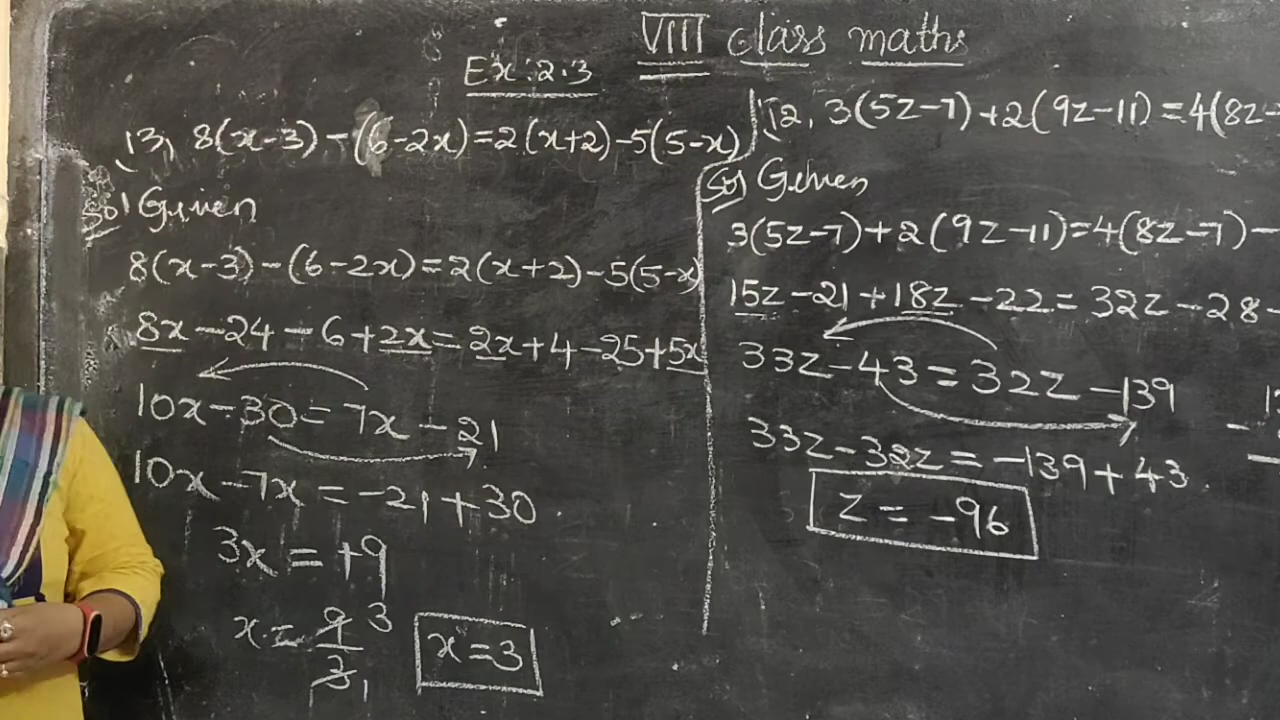 VIII class maths
Ex:2.3
13, 8(x-3) - (6-2x)=2(x+2)-5(5-x)
Sol Given
8(x-3)-(6-2x)=2(x+2)-5(5-x)
8x-24-6+2x=2x+4-25+5x
10x-30=7x-21
10x-7x=-21+30
3x=+9
x=9/3 3 1
x=3
12, 3(5z-7)+2(9z-11)=4(8z-
Sol Given
3(5z-7)+2(9z-11)=4(8z-7)-
15z-21+18z-22=32z-28-
33z-43=32z-139
33z-32z=-139+43
z=-96